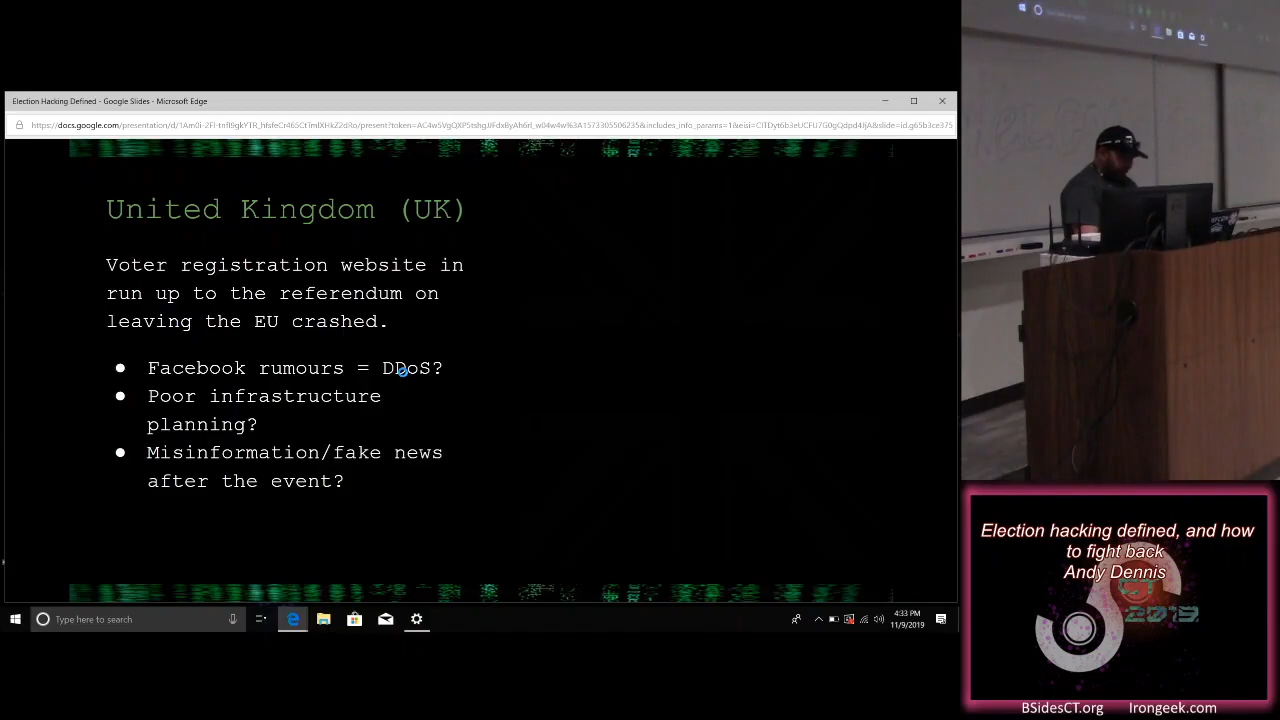 Election Hacking Defined - Google Slides - Microsoft Edge
United Kingdom (UK)
Voter registration website in
run up to the referendum on
leaving the EU crashed.
● Facebook rumours = DDoS?
● Poor infrastructure
planning?
● Misinformation/fake news
after the event?
Type here to search
4:33 PM
11/9/2019
Election hacking defined, and how
to fight back
Andy Dennis
CT
2019
BSidesCT.org Irongeek.com